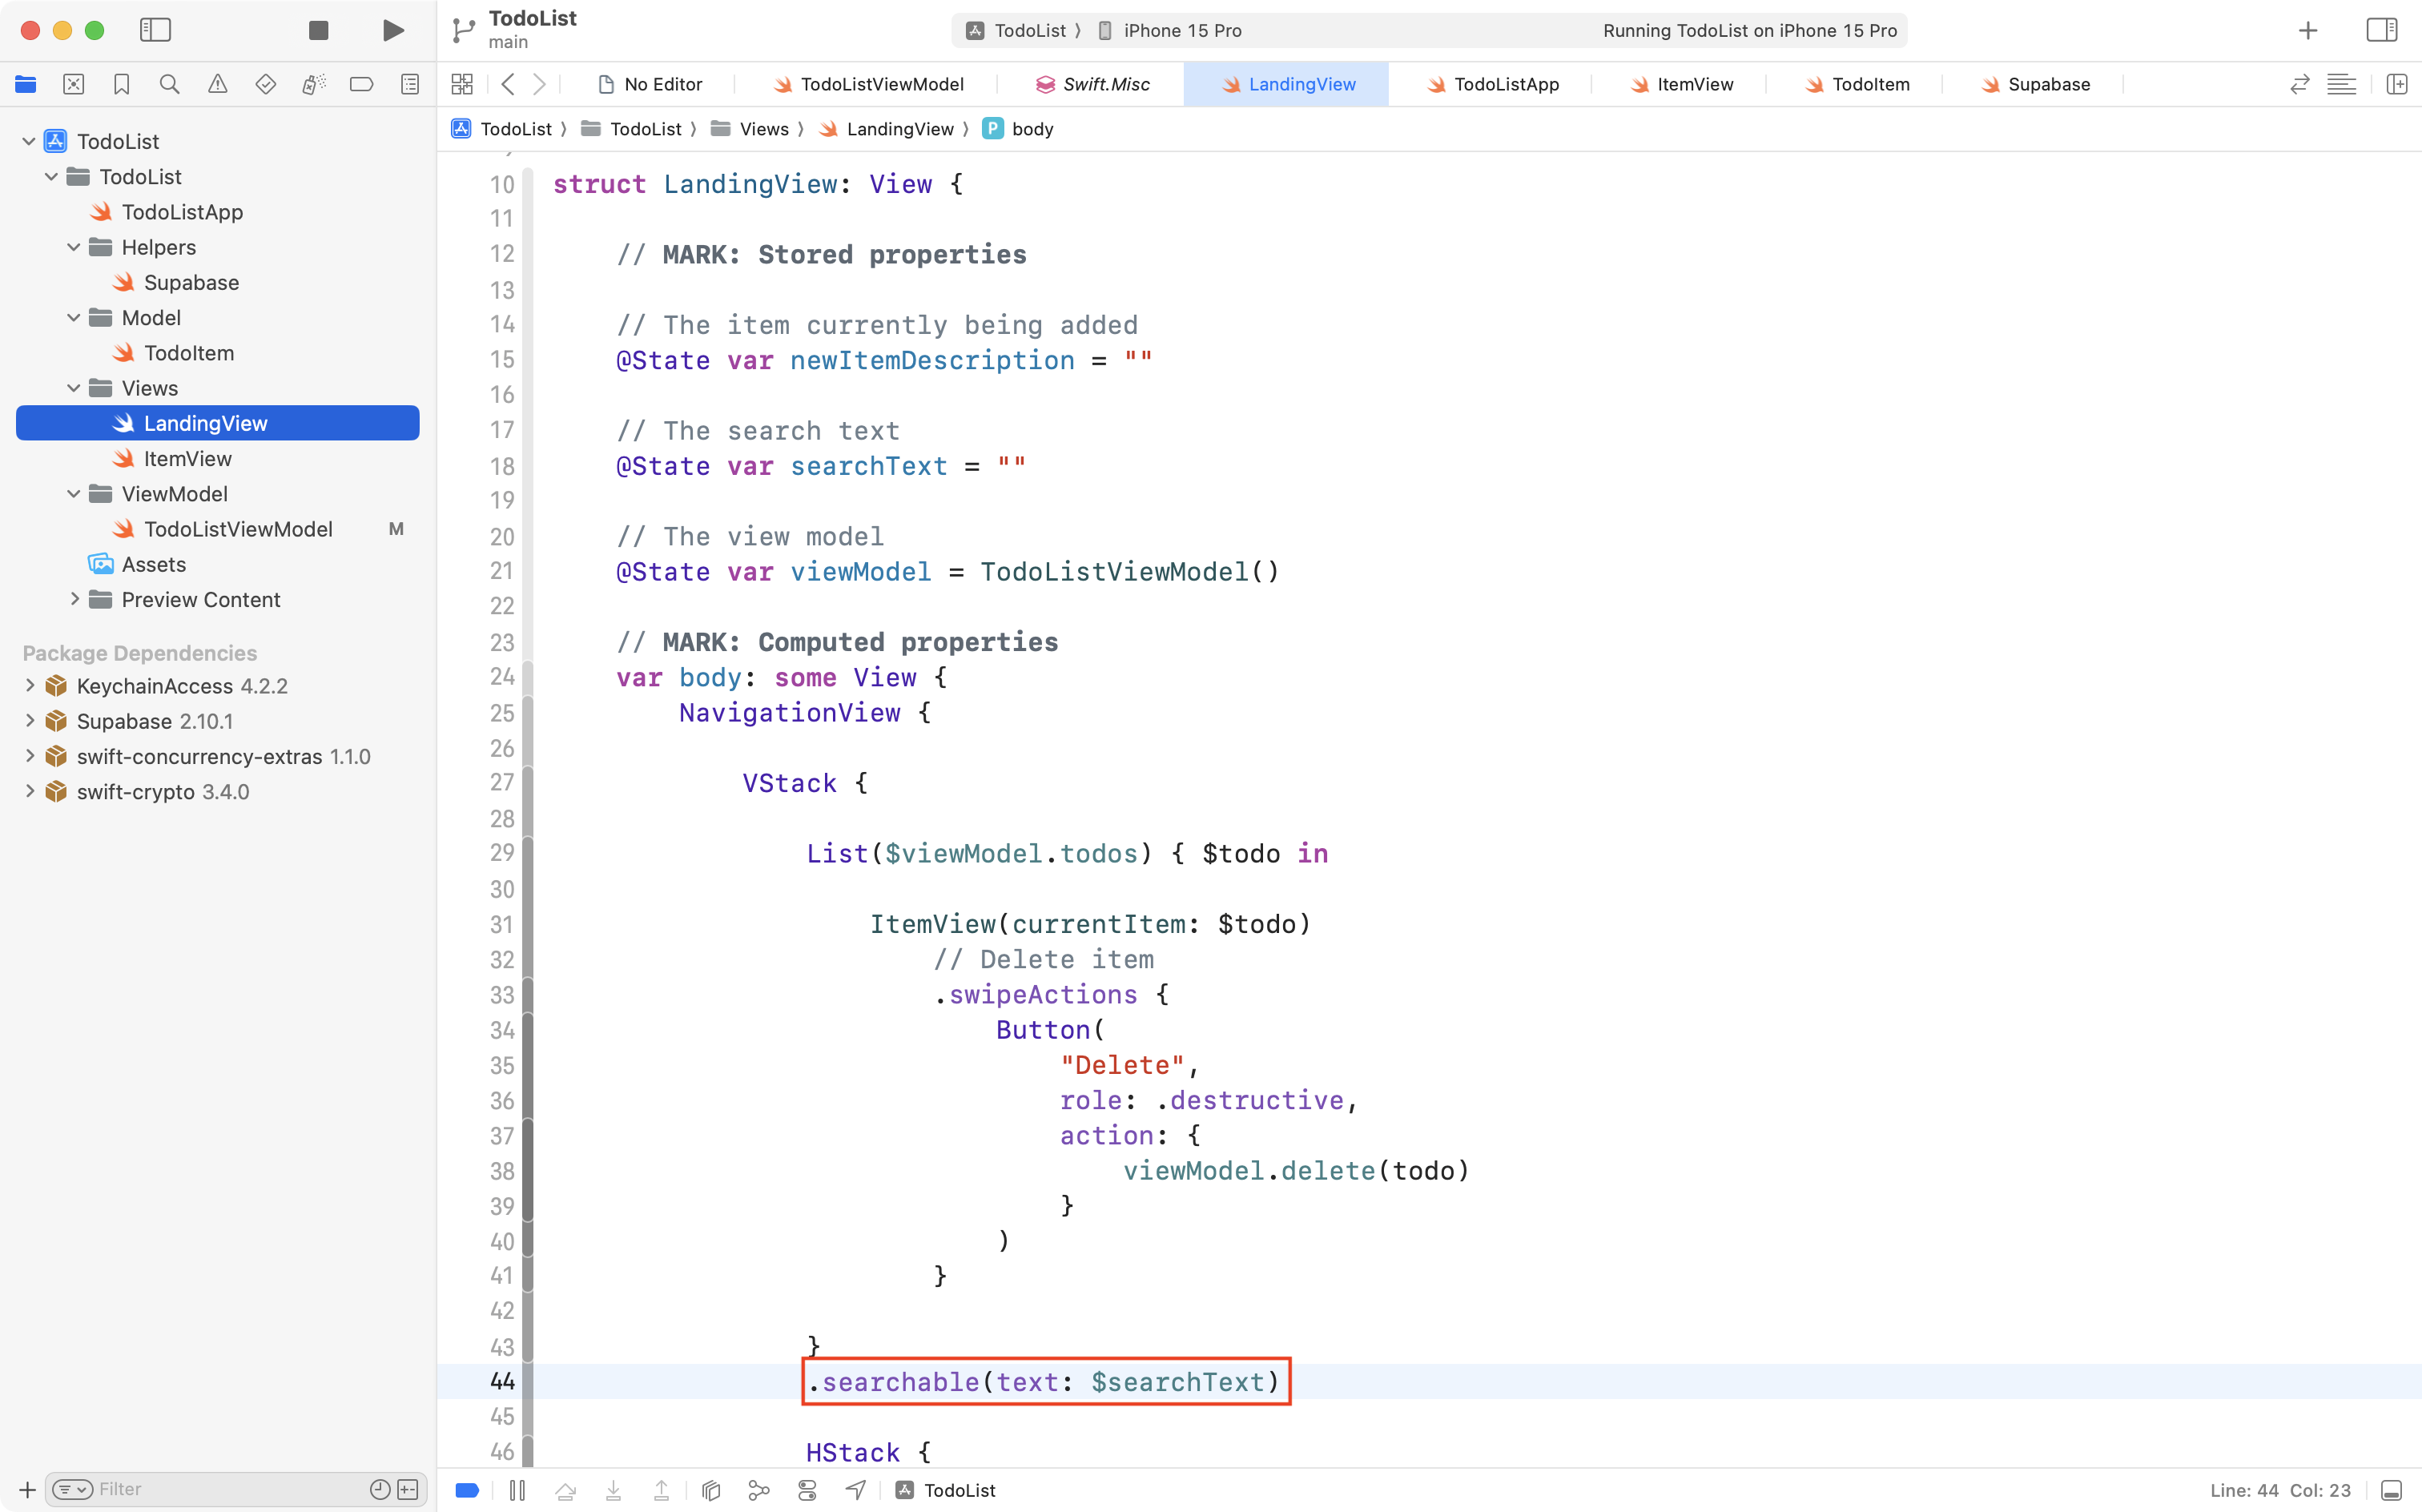 TodoList
main
TodoList 〉 iPhone 15 Pro
Running TodoList on iPhone 15 Pro
No Editor
TodoListViewModel
Swift.Misc
LandingView
TodoListApp
ItemView
TodoItem
Supabase
TodoList 〉 TodoList 〉 Views 〉 LandingView 〉 P body
TodoList
TodoList
TodoListApp
Helpers
Supabase
Model
TodoItem
Views
LandingView
ItemView
ViewModel
TodoListViewModel M
Assets
Preview Content
Package Dependencies
KeychainAccess 4.2.2
Supabase 2.10.1
swift-concurrency-extras 1.1.0
swift-crypto 3.4.0
Filter
10 struct LandingView: View {
11
12 // MARK: Stored properties
13
14 // The item currently being added
15 @State var newItemDescription = ""
16
17 // The search text
18 @State var searchText = ""
19
20 // The view model
21 @State var viewModel = TodoListViewModel()
22
23 // MARK: Computed properties
24 var body: some View {
25 NavigationView {
26
27 VStack {
28
29 List($viewModel.todos) { $todo in
30
31 ItemView(currentItem: $todo)
32 // Delete item
33 .swipeActions {
34 Button(
35 "Delete",
36 role: .destructive,
37 action: {
38 viewModel.delete(todo)
39 }
40 )
41 }
42
43 }
44 .searchable(text: $searchText)
45
46 HStack {
TodoList
Line: 44 Col: 23